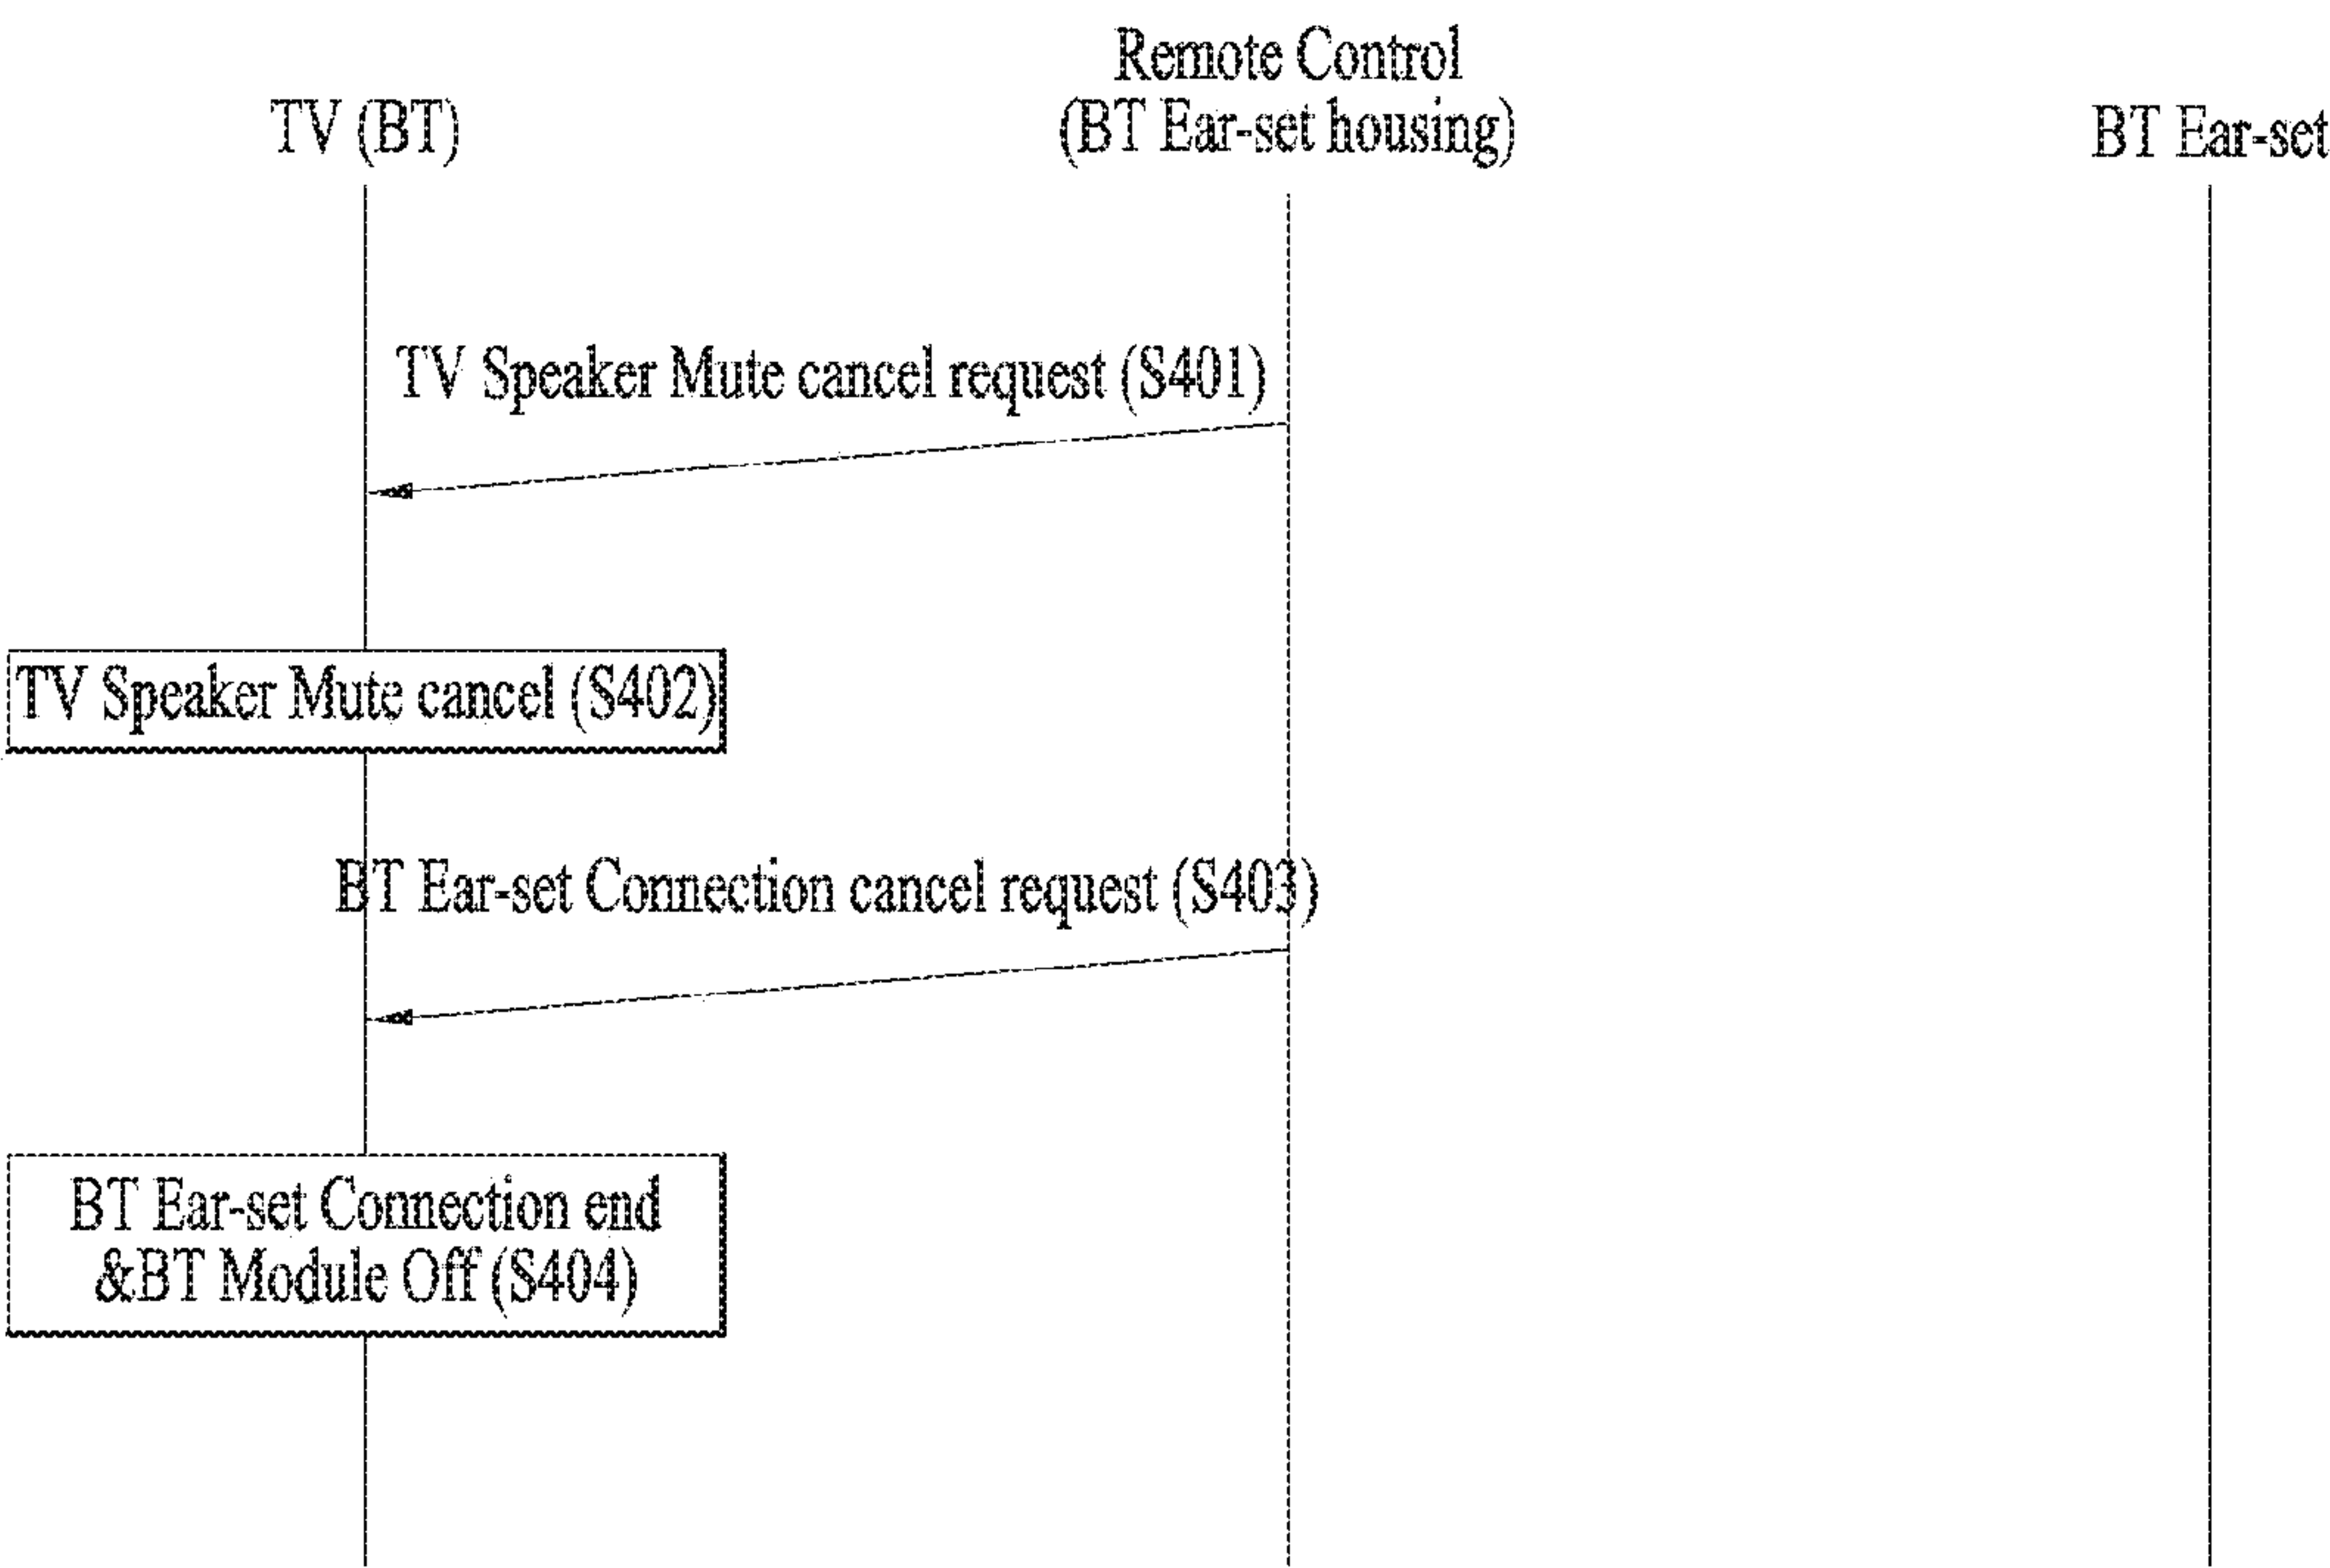 Remote Control
TV (BT)
(BT Ear-set housing)
BT Ear-set
TV Speaker Mute cancel request (S401)
TV Speaker Mute cancel (S402)
BT Ear-set Connection cancel request (S403)
BT Ear-set Connection end
&BT Module Off (S404)